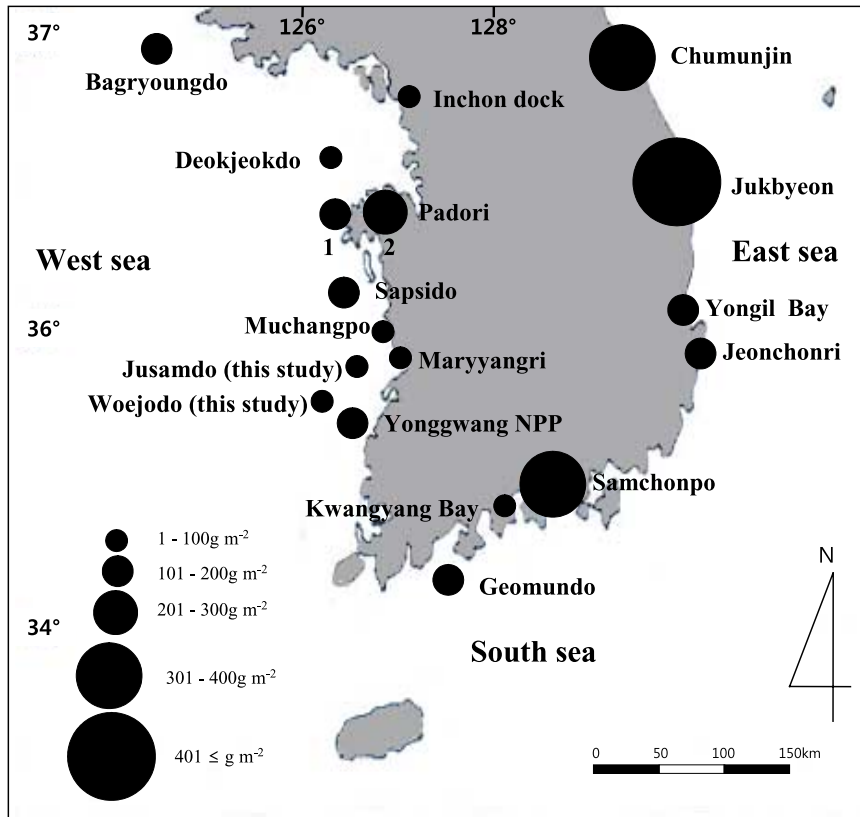 126° 128°
37°
Chumunjin
Bagryoungdo
Inchon dock
Deokjeokdo
Jukbyeon
Padori
1 2
West sea
East sea
Sapsido
Yongil Bay
36°
Muchangpo
Jeonchonri
Maryyangri
Jusamdo (this study)
Woejodo (this study)
Yonggwang NPP
Samchonpo
Kwangyang Bay
1 - 100g m⁻²
101 - 200g m⁻²
Geomundo
201 - 300g m⁻²
34°
South sea
N
301 - 400g m⁻²
401 ≤ g m⁻²
0 50 100 150km